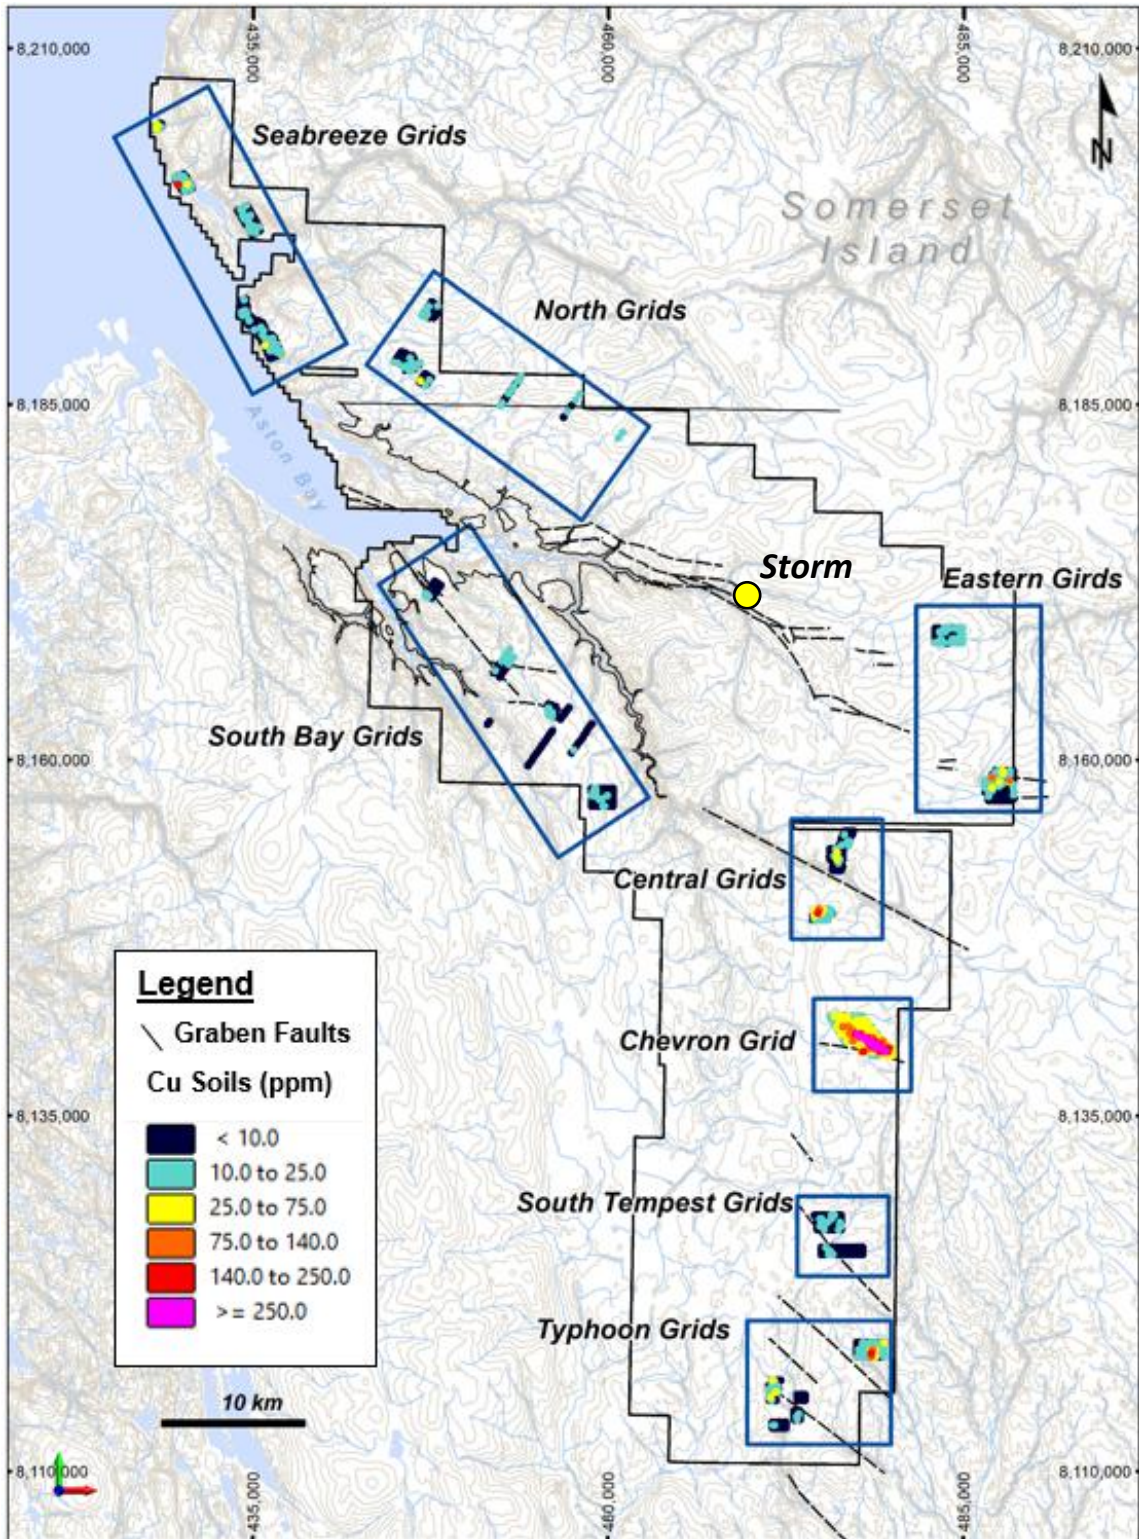 435,000
460,000
485,000
8,210,000
8,210,000
Seabreeze Grids
N
Somerset
Island
North Grids
8,185,000
8,185,000
Aston Bay
Storm
Eastern Girds
South Bay Grids
8,160,000
8,160,000
Central Grids
Legend
Graben Faults
Cu Soils (ppm)
< 10.0
10.0 to 25.0
25.0 to 75.0
75.0 to 140.0
140.0 to 250.0
>= 250.0
Chevron Grid
8,135,000
8,135,000
South Tempest Grids
Typhoon Grids
10 km
8,110,000
8,110,000
435,000
460,000
485,000